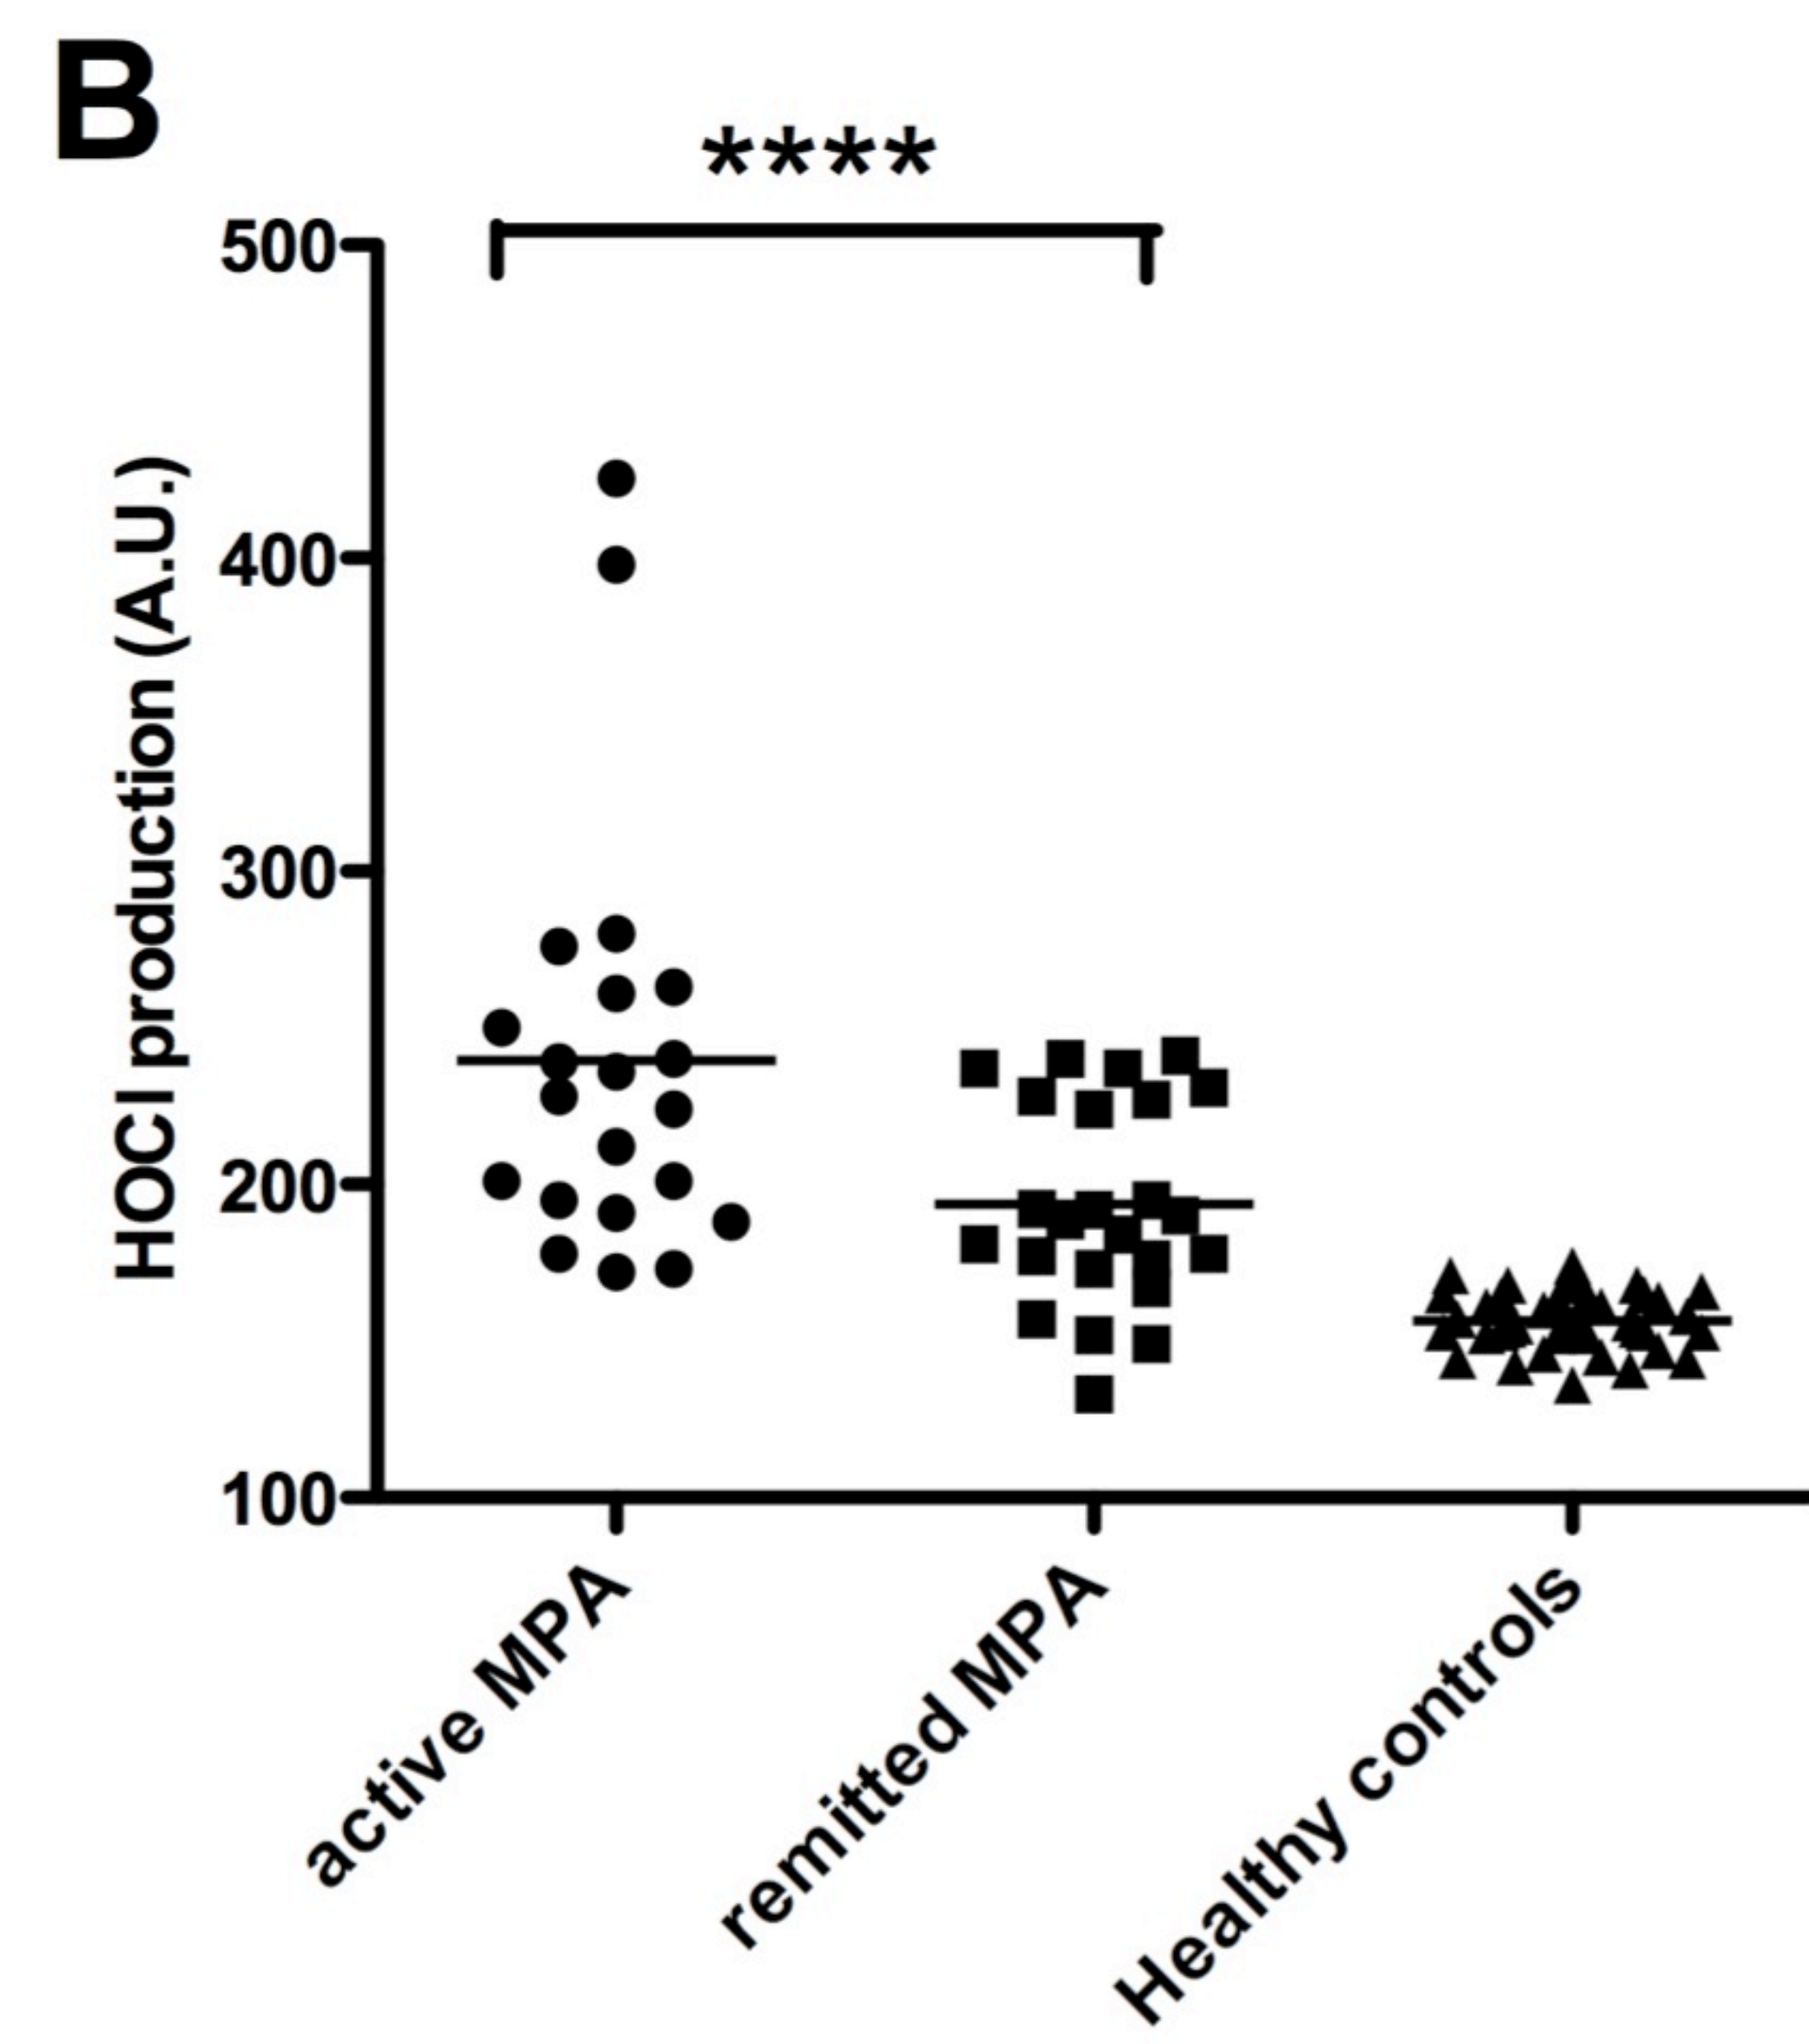 B
****
500
400
300
200
100
HOCl production (A.U.)
active MPA
remitted MPA
Healthy controls